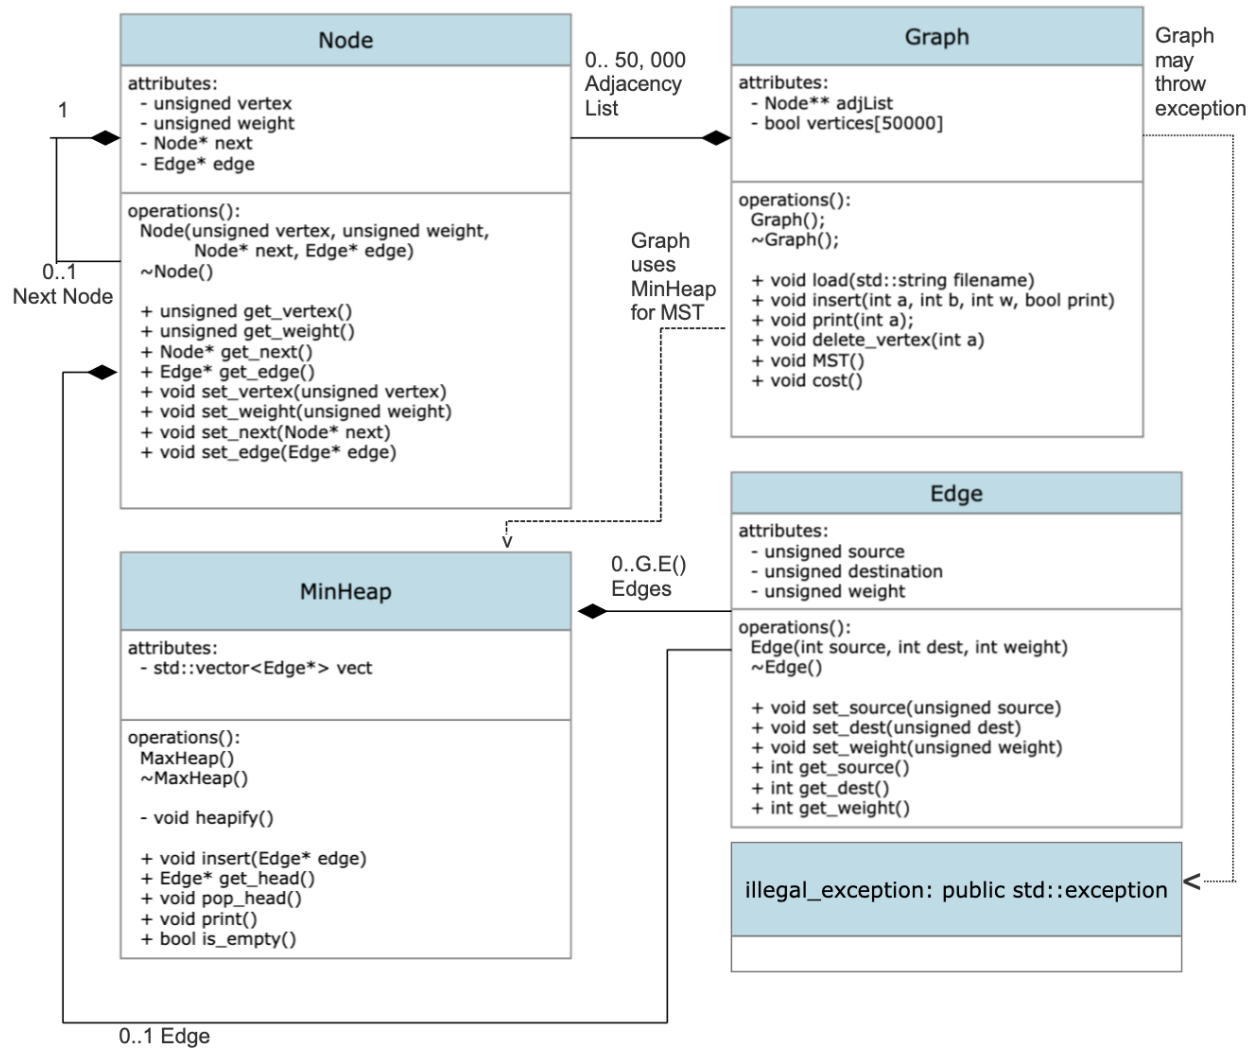 Node
attributes:
- unsigned vertex
- unsigned weight
- Node* next
- Edge* edge
operations():
Node(unsigned vertex, unsigned weight,
Node* next, Edge* edge)
~Node()
+ unsigned get_vertex()
+ unsigned get_weight()
+ Node* get_next()
+ Edge* get_edge()
+ void set_vertex(unsigned vertex)
+ void set_weight(unsigned weight)
+ void set_next(Node* next)
+ void set_edge(Edge* edge)
1
0..1
Next Node
0.. 50, 000
Adjacency
List
Graph
attributes:
- Node** adjList
- bool vertices[50000]
operations():
Graph();
~Graph();
+ void load(std::string filename)
+ void insert(int a, int b, int w, bool print)
+ void print(int a);
+ void delete_vertex(int a)
+ void MST()
+ void cost()
Graph
may
throw
exception
Graph
uses
MinHeap
for MST
MinHeap
attributes:
- std::vector<Edge*> vect
operations():
MaxHeap()
~MaxHeap()
- void heapify()
+ void insert(Edge* edge)
+ Edge* get_head()
+ void pop_head()
+ void print()
+ bool is_empty()
0..G.E()
Edges
Edge
attributes:
- unsigned source
- unsigned destination
- unsigned weight
operations():
Edge(int source, int dest, int weight)
~Edge()
+ void set_source(unsigned source)
+ void set_dest(unsigned dest)
+ void set_weight(unsigned weight)
+ int get_source()
+ int get_dest()
+ int get_weight()
illegal_exception: public std::exception
0..1 Edge